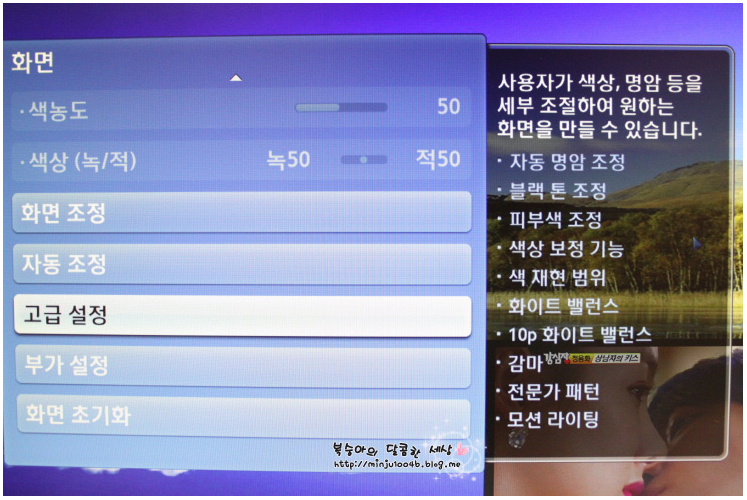 화면
· 색농도 50
· 색상 (녹/적) 녹50 적50
화면 조정
자동 조정
고급 설정
부가 설정
화면 초기화
사용자가 색상, 명암 등을
세부 조절하여 원하는
화면을 만들 수 있습니다.
· 자동 명암 조정
· 블랙 톤 조정
· 피부색 조정
· 색상 보정 기능
· 색 재현 범위
· 화이트 밸런스
· 10p 화이트 밸런스
· 감마
· 전문가 패턴
· 모션 라이팅
강심장 정용화 상남자의 키스
복숭아의 달콤한 세상
http://minju1004b.blog.me